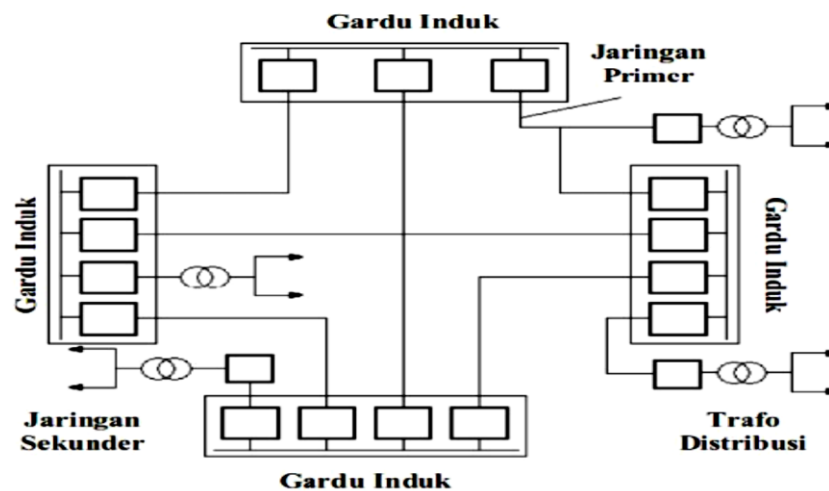 Gardu Induk
Jaringan
Primer
Gardu Induk
Gardu Induk
Jaringan
Sekunder
Trafo
Distribusi
Gardu Induk